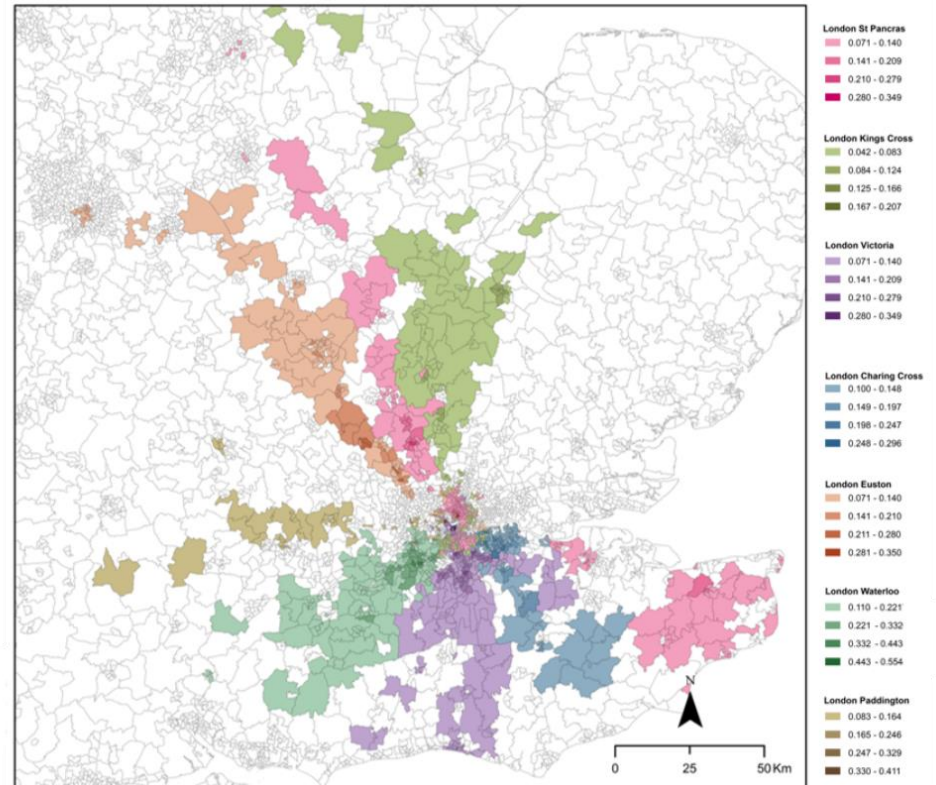 London St Pancras
0.071 - 0.140
0.141 - 0.209
0.210 - 0.279
0.280 - 0.349
London Kings Cross
0.042 - 0.083
0.084 - 0.124
0.125 - 0.166
0.167 - 0.207
London Victoria
0.071 - 0.140
0.141 - 0.209
0.210 - 0.279
0.280 - 0.349
London Charing Cross
0.100 - 0.148
0.149 - 0.197
0.198 - 0.247
0.248 - 0.296
London Euston
0.071 - 0.140
0.141 - 0.210
0.211 - 0.280
0.281 - 0.350
London Waterloo
0.110 - 0.221
0.221 - 0.332
0.332 - 0.443
0.443 - 0.554
London Paddington
0.083 - 0.164
0.165 - 0.246
0.247 - 0.329
0.330 - 0.411
N
0 25 50 Km